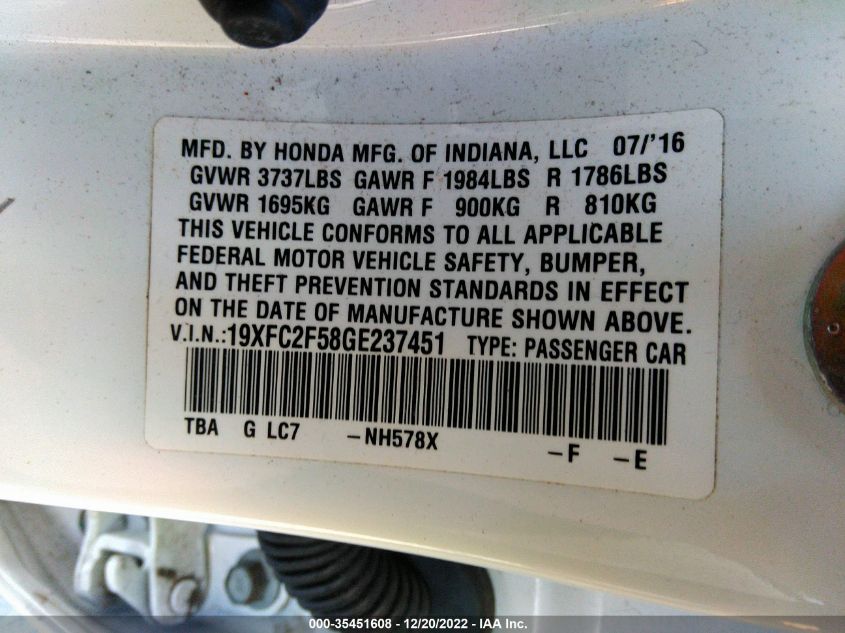 MFD. BY HONDA MFG. OF INDIANA, LLC 07/'16
GVWR 3737LBS GAWR F 1984LBS R 1786LBS
GVWR 1695KG GAWR F 900KG R 810KG
THIS VEHICLE CONFORMS TO ALL APPLICABLE
FEDERAL MOTOR VEHICLE SAFETY, BUMPER,
AND THEFT PREVENTION STANDARDS IN EFFECT
ON THE DATE OF MANUFACTURE SHOWN ABOVE.
V.I.N.:19XFC2F58GE237451 TYPE: PASSENGER CAR
TBA G LC7 -NH578X -F -E
000-35451608 - 12/20/2022 - IAA Inc.